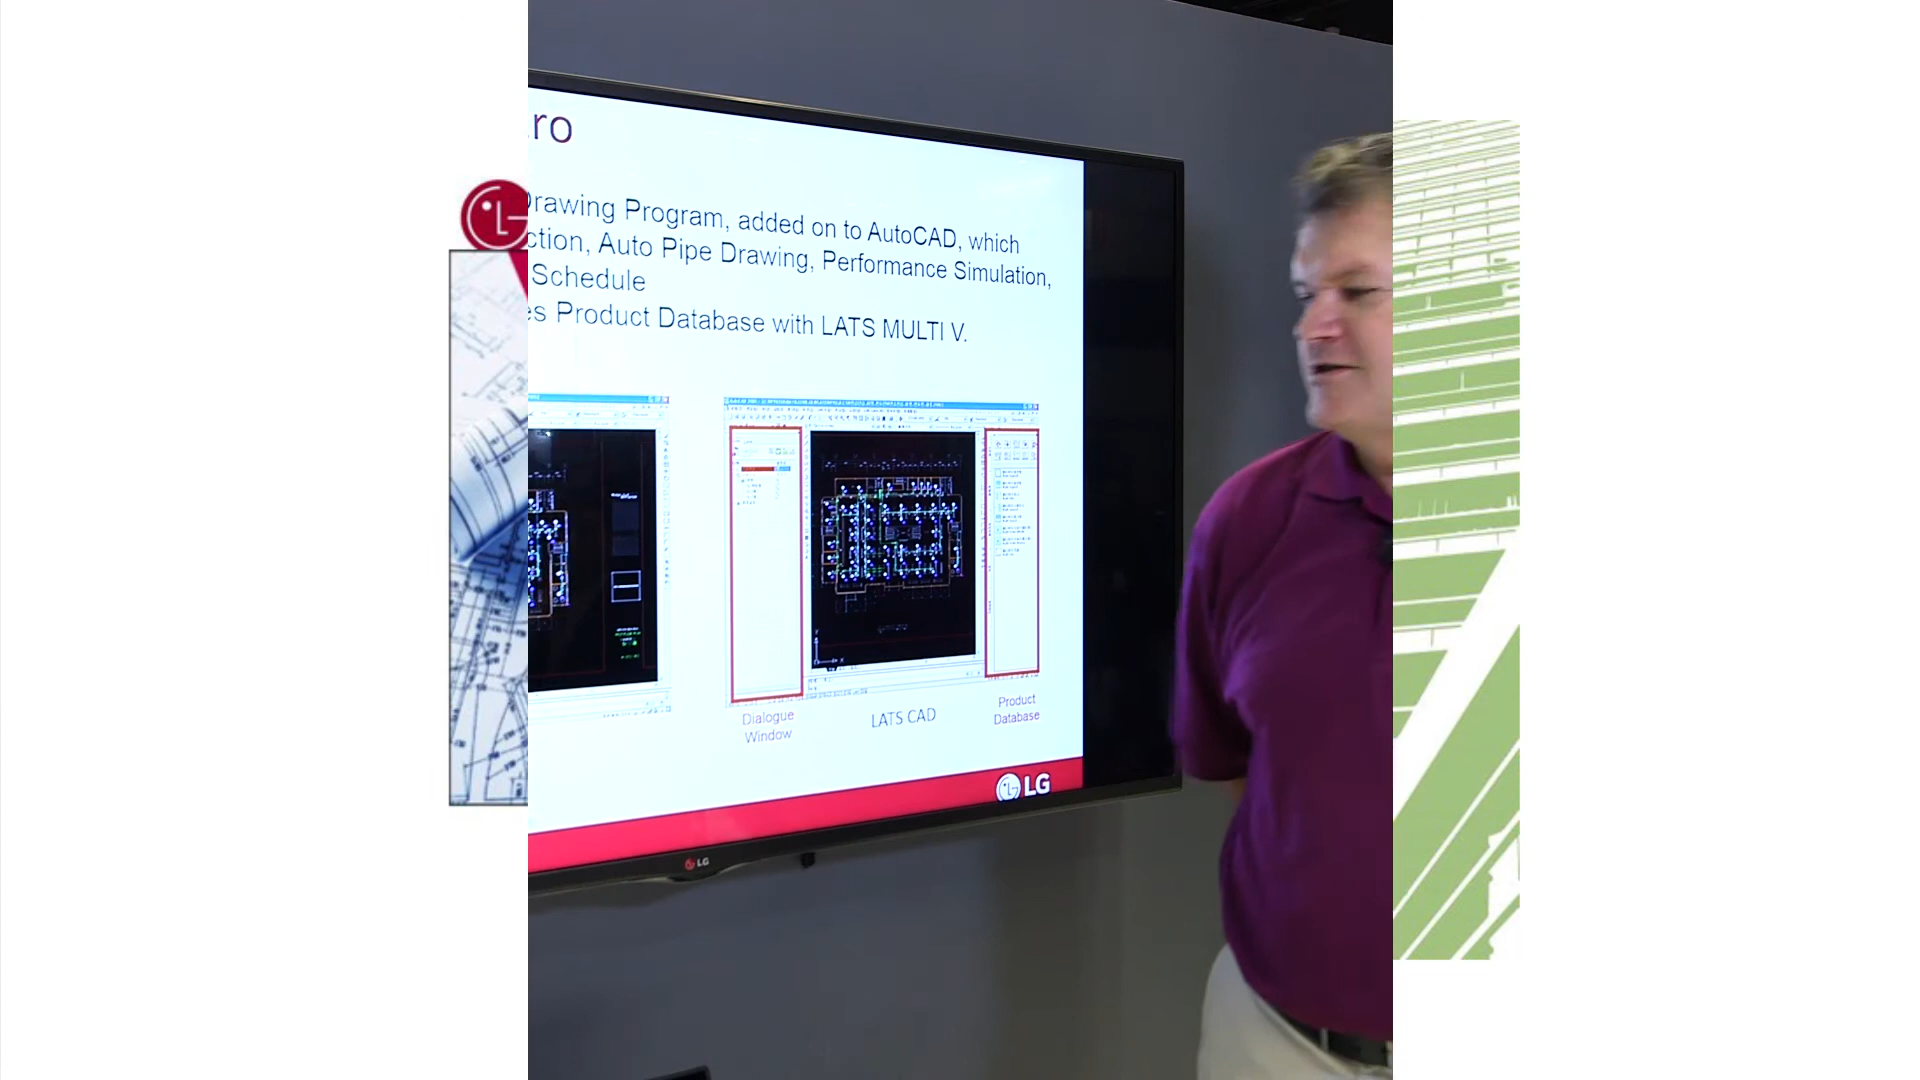 ro
Drawing Program, added on to AutoCAD, which
ction, Auto Pipe Drawing, Performance Simulation,
Schedule
es Product Database with LATS MULTI V.
Dialogue
Window
LATS CAD
Product
Database
LG
LG